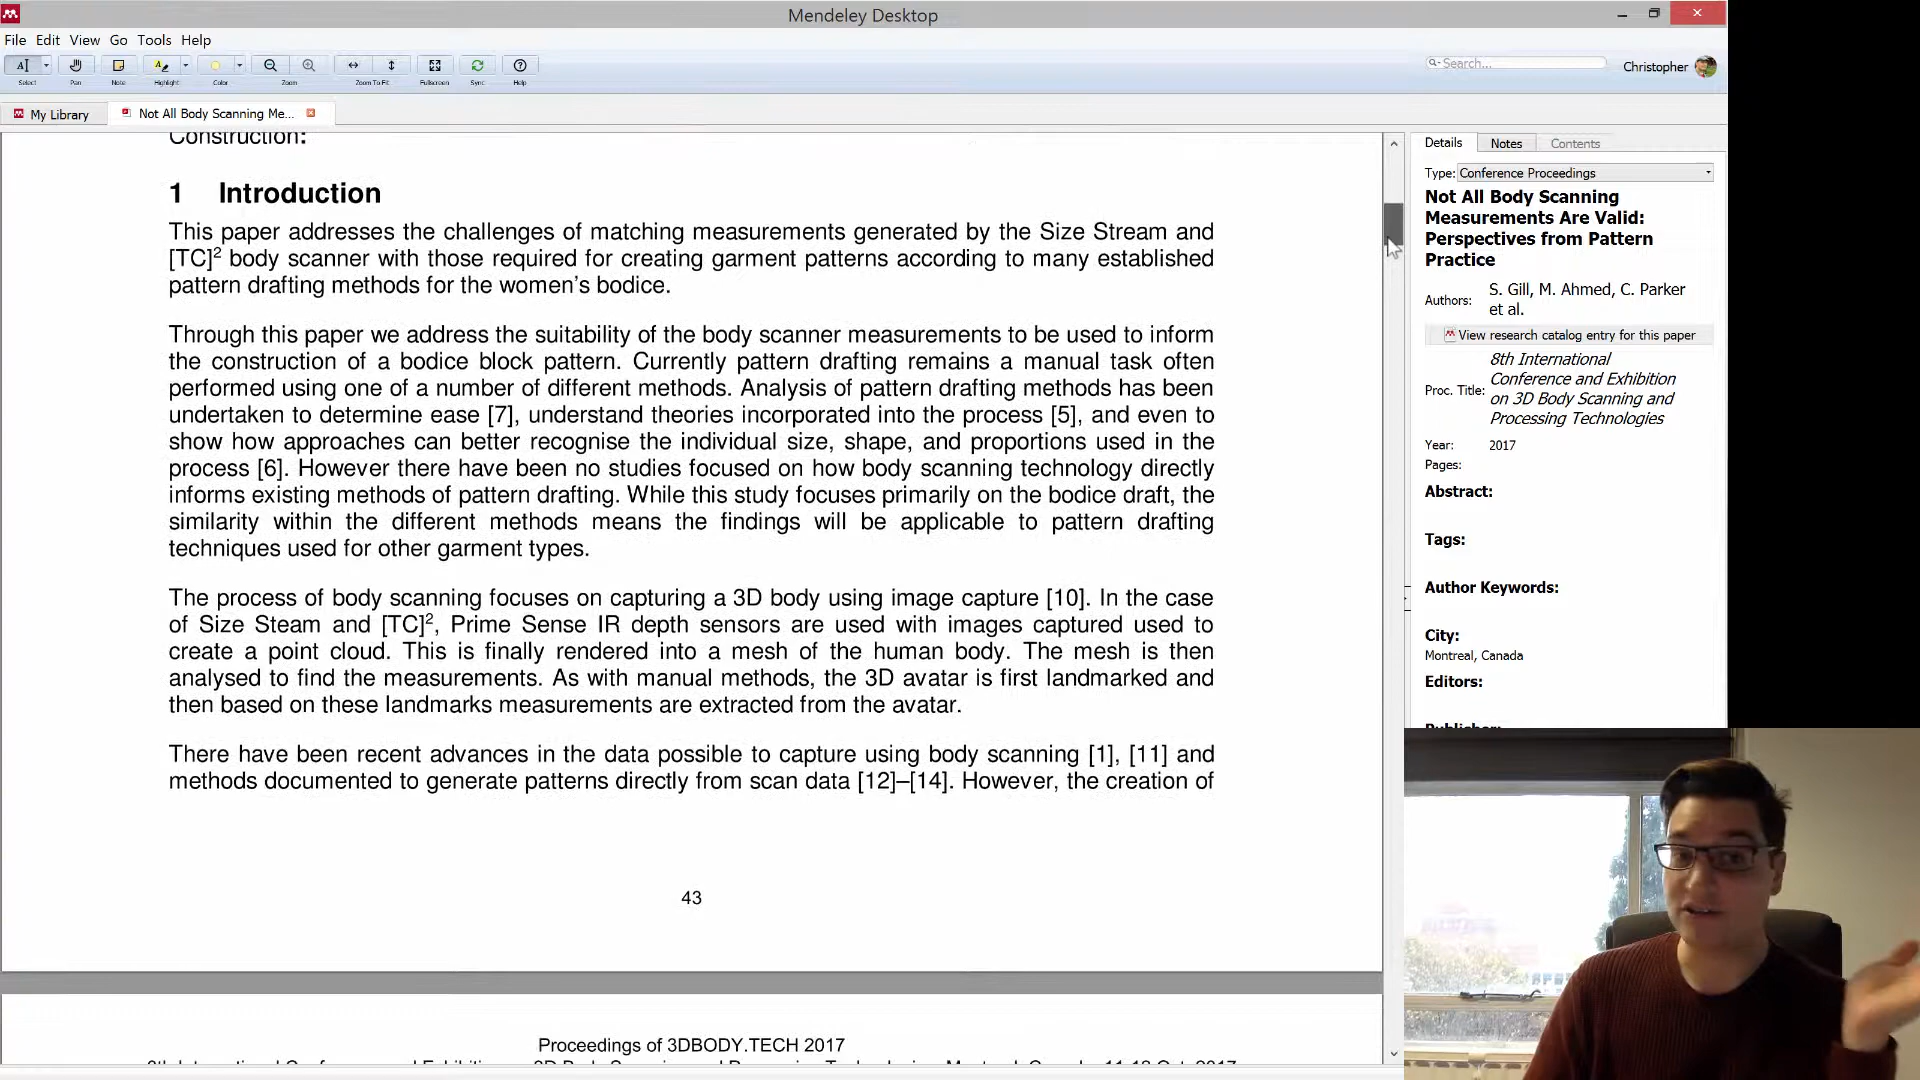 Mendeley Desktop
File Edit View Go Tools Help
Select Pan Note Highlight Color Zoom Zoom To Fit Fullscreen Sync Help
Search...
Christopher
My Library
Not All Body Scanning Me...
Construction:
1 Introduction
This paper addresses the challenges of matching measurements generated by the Size Stream and
[TC]² body scanner with those required for creating garment patterns according to many established
pattern drafting methods for the women's bodice.
Through this paper we address the suitability of the body scanner measurements to be used to inform
the construction of a bodice block pattern. Currently pattern drafting remains a manual task often
performed using one of a number of different methods. Analysis of pattern drafting methods has been
undertaken to determine ease [7], understand theories incorporated into the process [5], and even to
show how approaches can better recognise the individual size, shape, and proportions used in the
process [6]. However there have been no studies focused on how body scanning technology directly
informs existing methods of pattern drafting. While this study focuses primarily on the bodice draft, the
similarity within the different methods means the findings will be applicable to pattern drafting
techniques used for other garment types.
The process of body scanning focuses on capturing a 3D body using image capture [10]. In the case
of Size Steam and [TC]², Prime Sense IR depth sensors are used with images captured used to
create a point cloud. This is finally rendered into a mesh of the human body. The mesh is then
analysed to find the measurements. As with manual methods, the 3D avatar is first landmarked and
then based on these landmarks measurements are extracted from the avatar.
There have been recent advances in the data possible to capture using body scanning [1], [11] and
methods documented to generate patterns directly from scan data [12]–[14]. However, the creation of
43
Proceedings of 3DBODY.TECH 2017
Details Notes Contents
Type: Conference Proceedings
Not All Body Scanning
Measurements Are Valid:
Perspectives from Pattern
Practice
Authors: S. Gill, M. Ahmed, C. Parker
et al.
View research catalog entry for this paper
Proc. Title: 8th International
Conference and Exhibition
on 3D Body Scanning and
Processing Technologies
Year: 2017
Pages:
Abstract:
Tags:
Author Keywords:
City:
Montreal, Canada
Editors: